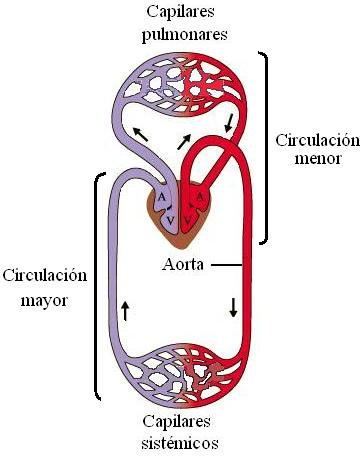 Capilares
pulmonares
Circulación
menor
A
A
V
V
Aorta
Circulación
mayor
Capilares
sistémicos